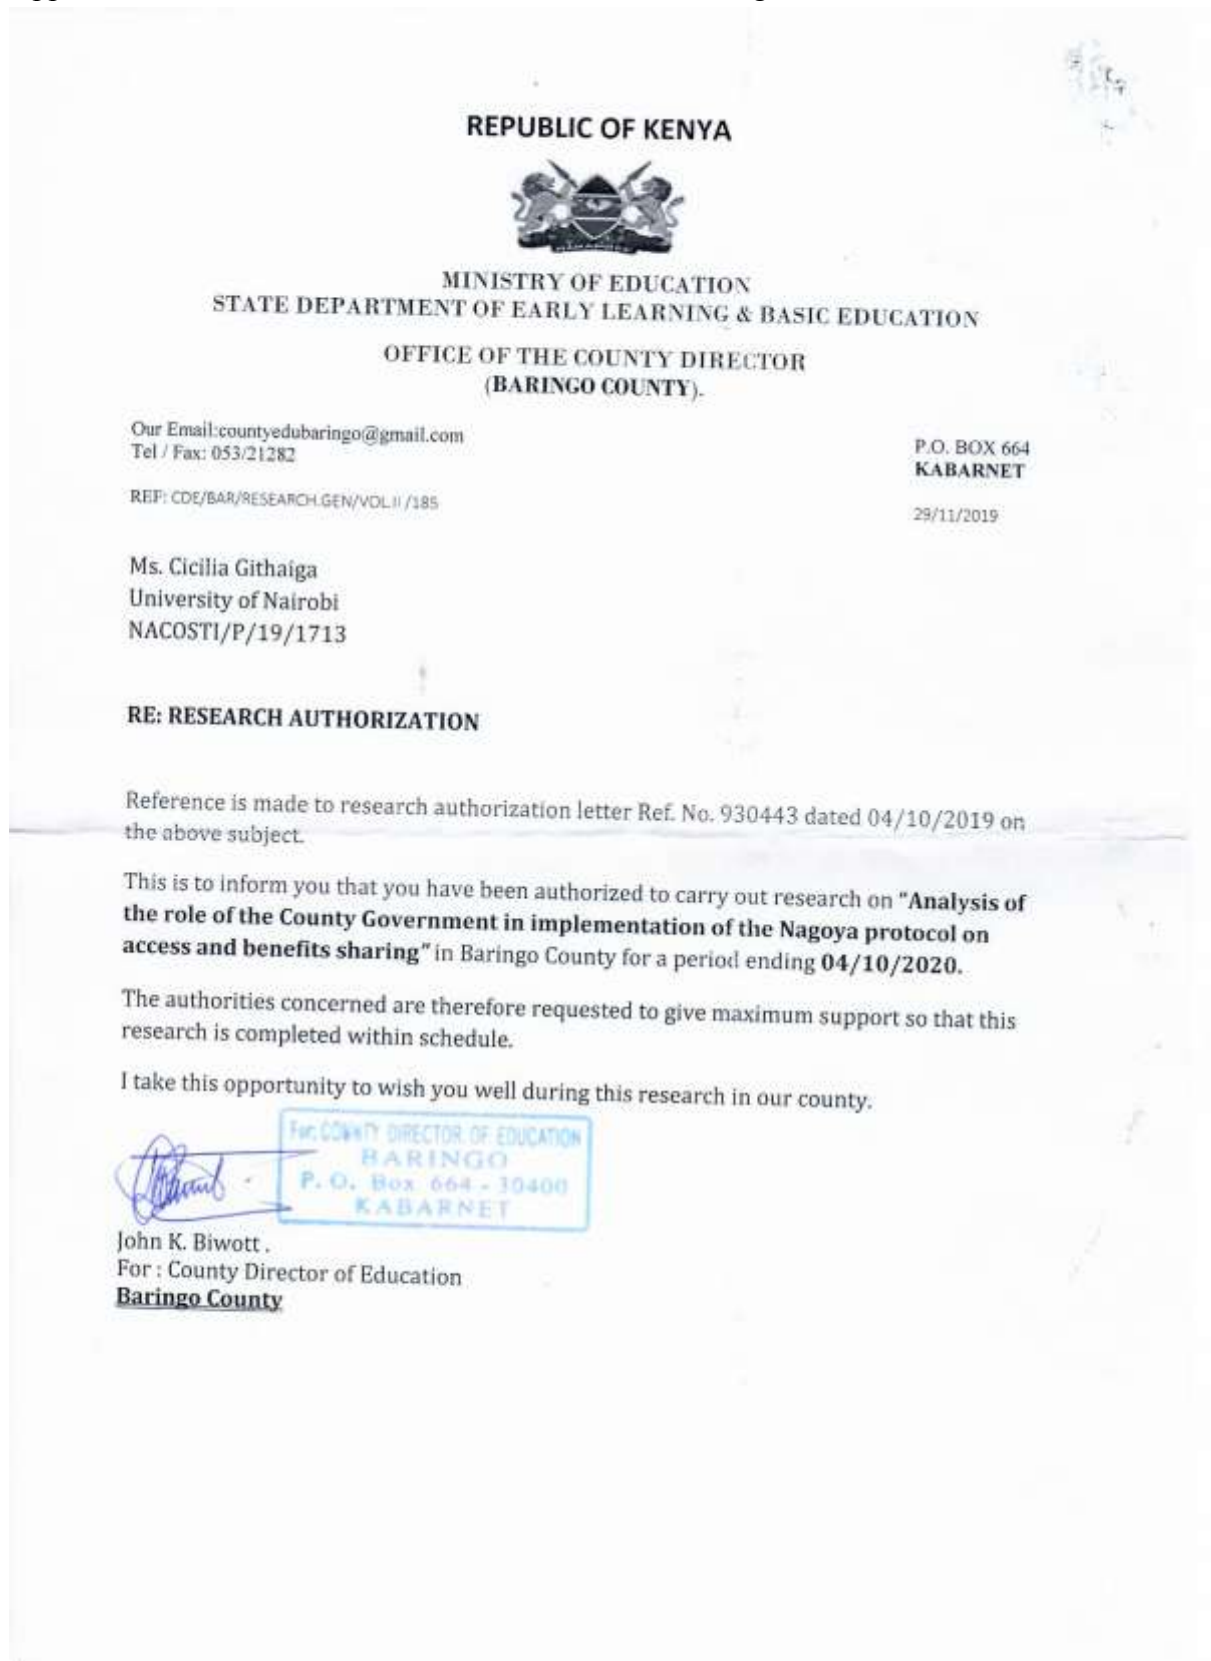 REPUBLIC OF KENYA
MINISTRY OF EDUCATION
STATE DEPARTMENT OF EARLY LEARNING & BASIC EDUCATION
OFFICE OF THE COUNTY DIRECTOR
(BARINGO COUNTY).
Our Email:countyedubaringo@gmail.com
Tel / Fax: 053/21282
P.O. BOX 664
KABARNET
REF: CDE/BAR/RESEARCH.GEN/VOL.II /185
29/11/2019
Ms. Cicilia Githaiga
University of Nairobi
NACOSTI/P/19/1713
RE: RESEARCH AUTHORIZATION
Reference is made to research authorization letter Ref. No. 930443 dated 04/10/2019 on
the above subject.
This is to inform you that you have been authorized to carry out research on "Analysis of
the role of the County Government in implementation of the Nagoya protocol on
access and benefits sharing" in Baringo County for a period ending 04/10/2020.
The authorities concerned are therefore requested to give maximum support so that this
research is completed within schedule.
I take this opportunity to wish you well during this research in our county.
For: COUNTY DIRECTOR OF EDUCATION
BARINGO
P. O. Box 664 - 30400
KABARNET
John K. Biwott .
For : County Director of Education
Baringo County